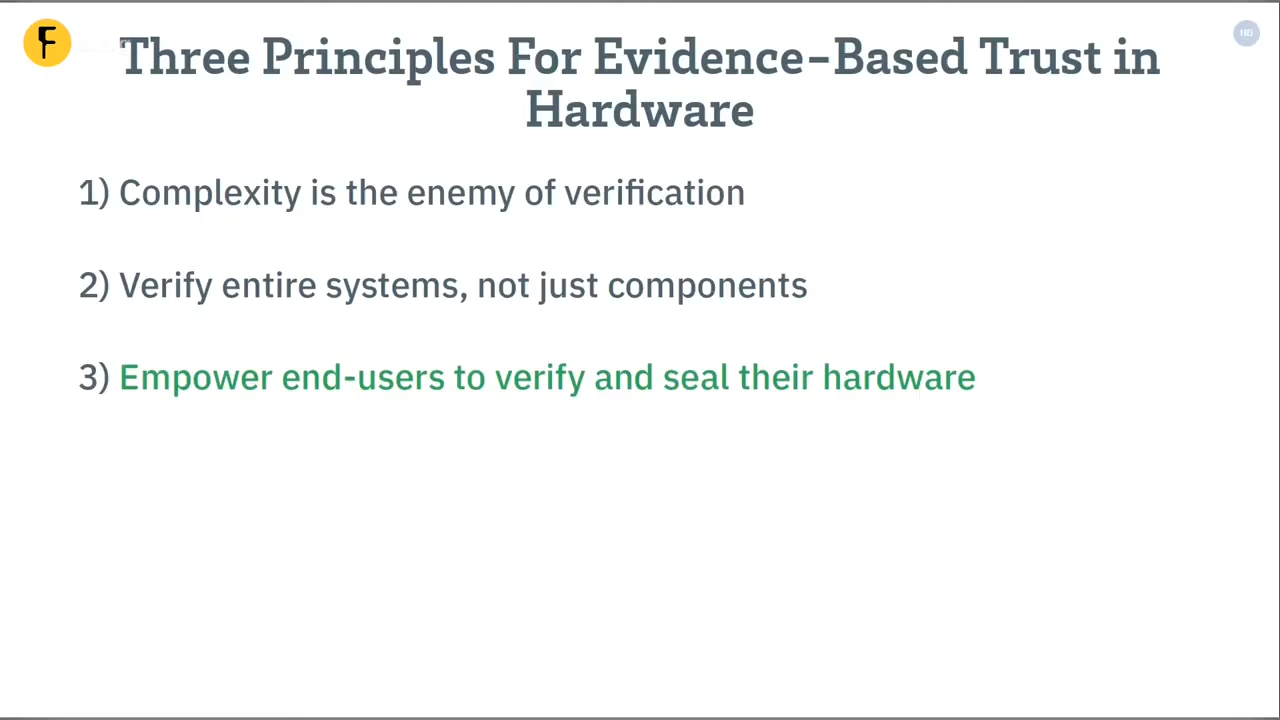 F
HD
Three Principles For Evidence-Based Trust in
Hardware
1) Complexity is the enemy of verification
2) Verify entire systems, not just components
3) Empower end-users to verify and seal their hardware